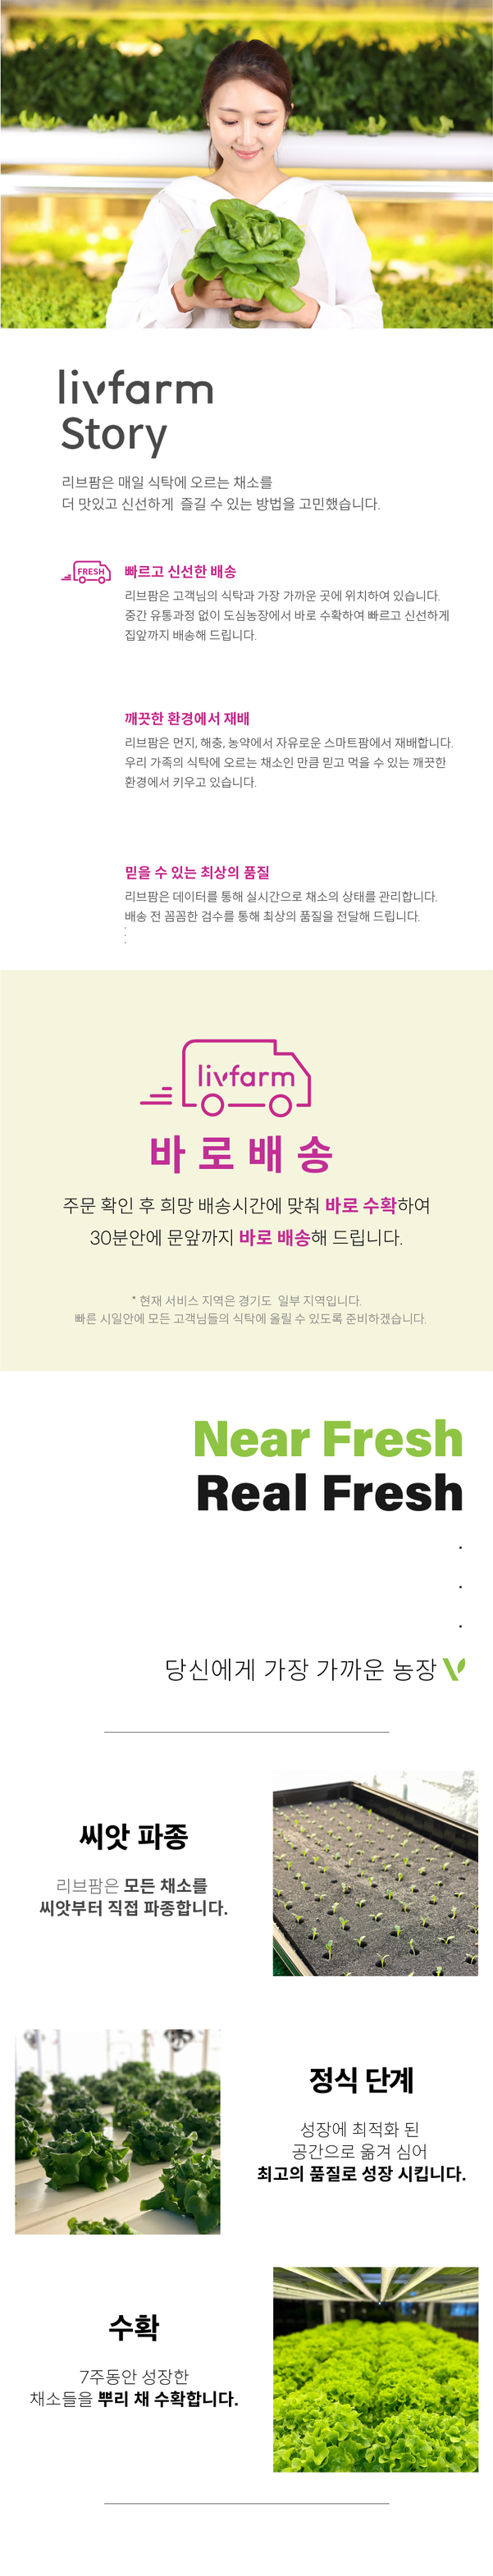 livfarm
Story
리브팜은 매일 식탁에 오르는 채소를
더 맛있고 신선하게 즐길 수 있는 방법을 고민했습니다.
FRESH
빠르고 신선한 배송
리브팜은 고객님의 식탁과 가장 가까운 곳에 위치하여 있습니다.
중간 유통과정 없이 도심농장에서 바로 수확하여 빠르고 신선하게
집앞까지 배송해 드립니다.
깨끗한 환경에서 재배
리브팜은 먼지, 해충, 농약에서 자유로운 스마트팜에서 재배합니다.
우리 가족의 식탁에 오르는 채소인 만큼 믿고 먹을 수 있는 깨끗한
환경에서 키우고 있습니다.
믿을 수 있는 최상의 품질
리브팜은 데이터를 통해 실시간으로 채소의 상태를 관리합니다.
배송 전 꼼꼼한 검수를 통해 최상의 품질을 전달해 드립니다.
.
.
.
livfarm
바로배송
주문 확인 후 희망 배송시간에 맞춰 바로 수확하여
30분안에 문앞까지 바로 배송해 드립니다.
* 현재 서비스 지역은 경기도 일부 지역입니다.
빠른 시일안에 모든 고객님들의 식탁에 올릴 수 있도록 준비하겠습니다.
Near Fresh
Real Fresh
.
.
.
당신에게 가장 가까운 농장
씨앗 파종
리브팜은 모든 채소를
씨앗부터 직접 파종합니다.
정식 단계
성장에 최적화 된
공간으로 옮겨 심어
최고의 품질로 성장 시킵니다.
수확
7주동안 성장한
채소들을 뿌리 채 수확합니다.